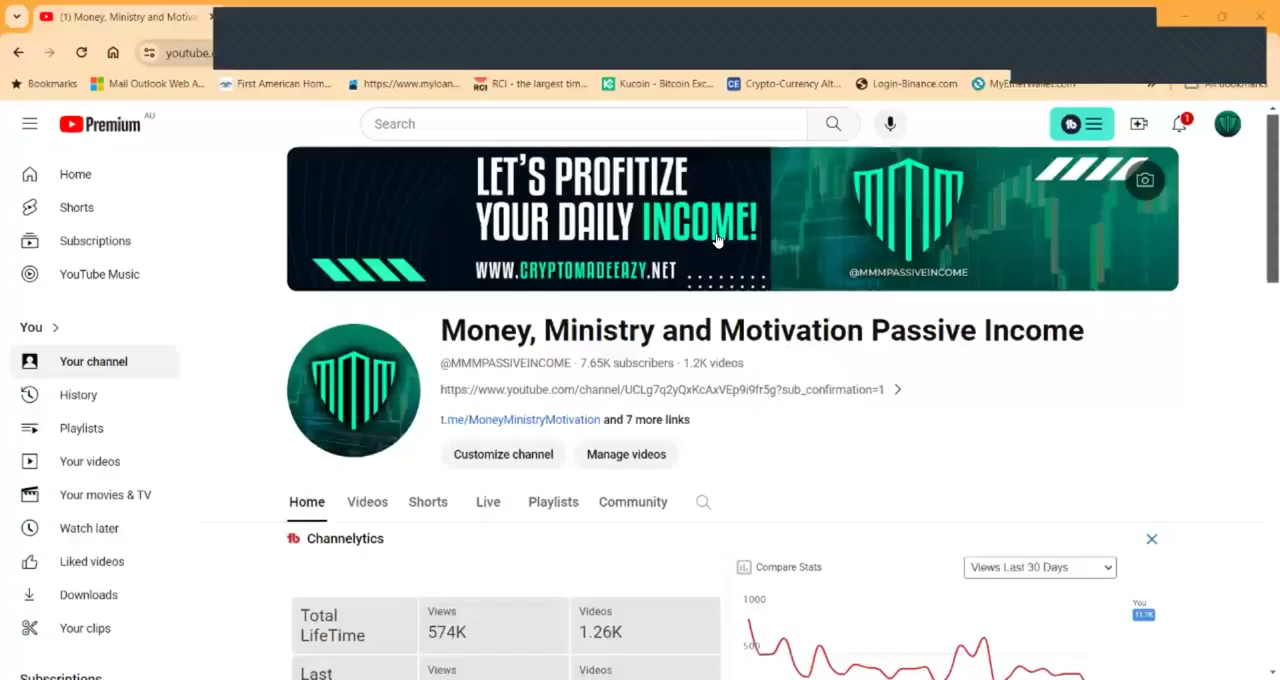 (1) Money, Ministry and Motiva
youtube.
Bookmarks
Mail Outlook Web A...
First American Hom...
https://www.myloan...
RCI - the largest tim...
Kucoin - Bitcoin Exc...
Crypto-Currency Alt...
Login-Binance.com
Premium
AU
Search
1
Home
Shorts
Subscriptions
YouTube Music
You
Your channel
History
Playlists
Your videos
Your movies & TV
Watch later
Liked videos
Downloads
Your clips
Subscriptions
LET'S PROFITIZE
YOUR DAILY INCOME!
WWW.CRYPTOMADEEAZY.NET
@MMMPASSIVEINCOME
Money, Ministry and Motivation Passive Income
@MMMPASSIVEINCOME · 7.65K subscribers · 1.2K videos
https://www.youtube.com/channel/UCLg7q2yQxKcAxVEp9i9fr5g?sub_confirmation=1
t.me/MoneyMinistryMotivation and 7 more links
Customize channel
Manage videos
Home Videos Shorts Live Playlists Community
tb Channelytics
Compare Stats
Views Last 30 Days
Total
LifeTime
Views
574K
Videos
1.26K
Last
Views
Videos
1000
500
You
11.7K